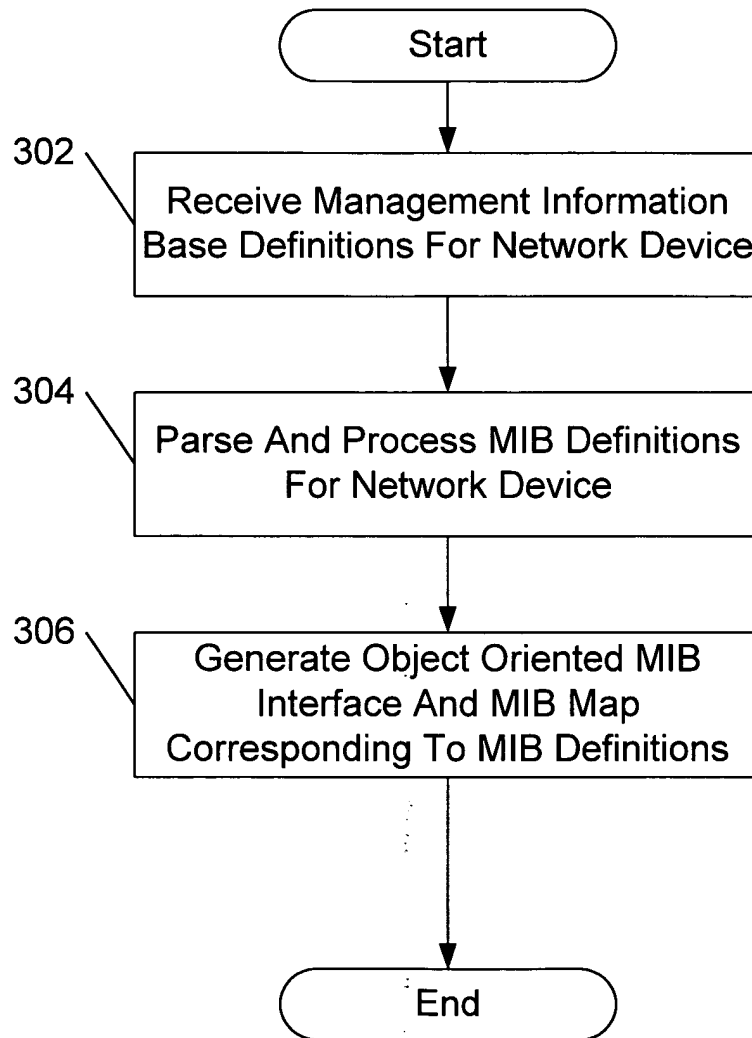 Start
302
Receive Management Information
Base Definitions For Network Device
304
Parse And Process MIB Definitions
For Network Device
306
Generate Object Oriented MIB
Interface And MIB Map
Corresponding To MIB Definitions
End